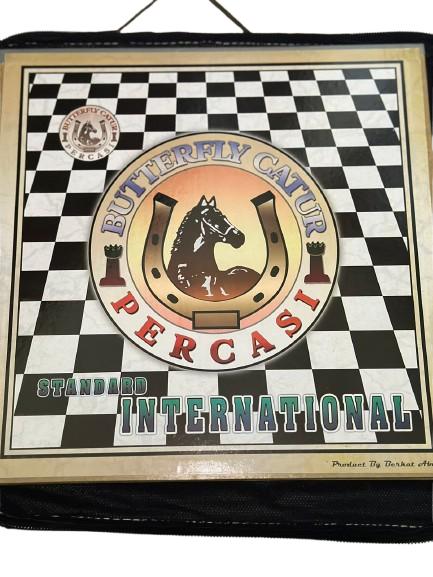 BUTTERFLY CATUR
PERCASI
BUTTERFLY CATUR
PERCASI
STANDARD
INTERNATIONAL
Product By Berkat